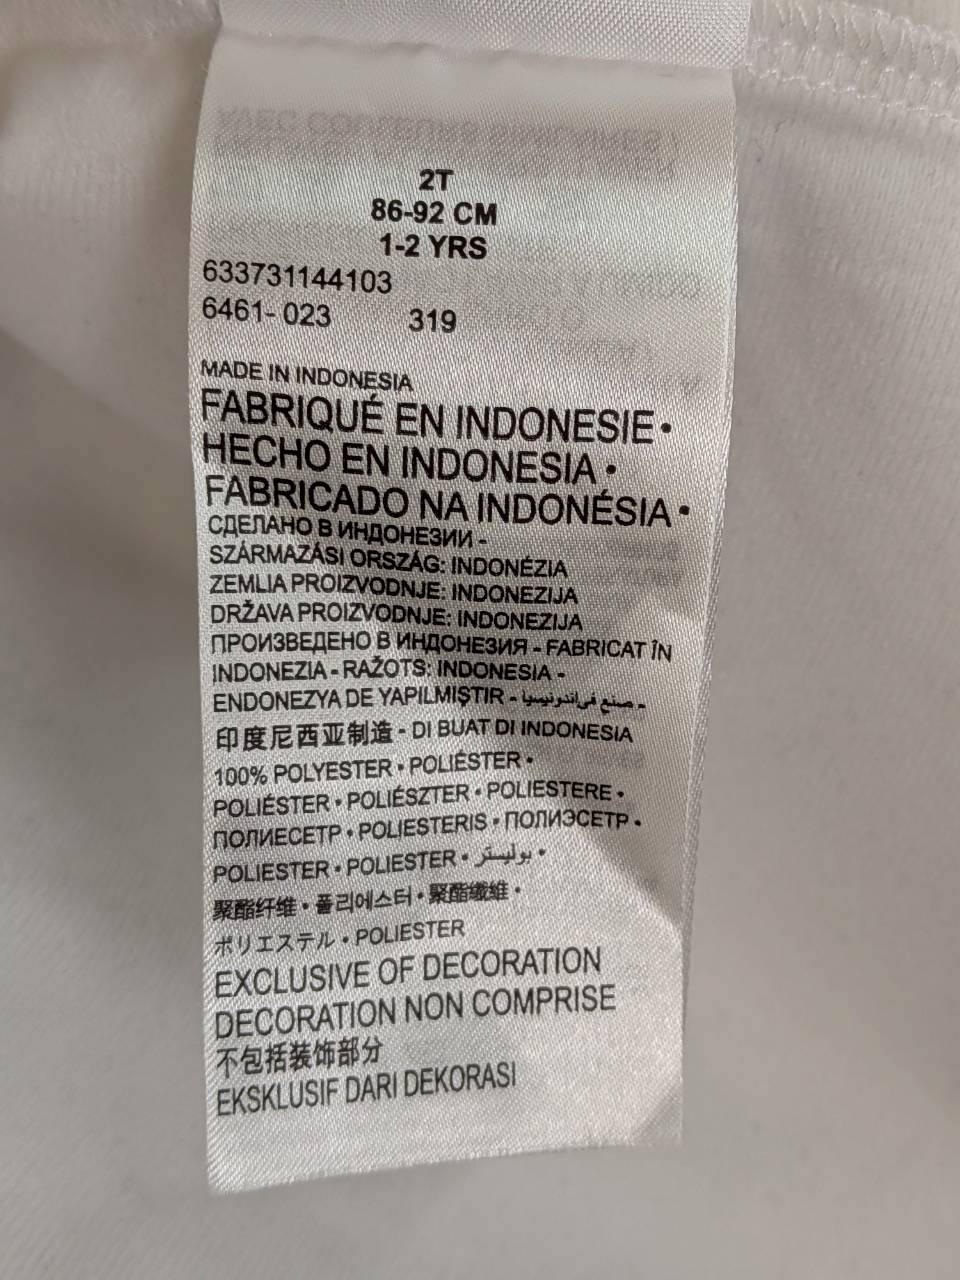 2T
86-92 CM
1-2 YRS
633731144103
6461-023 319
MADE IN INDONESIA
FABRIQUÉ EN INDONESIE •
HECHO EN INDONESIA •
FABRICADO NA INDONÉSIA •
СДЕЛАНО В ИНДОНЕЗИИ -
SZÁRMAZÁSI ORSZÁG: INDONÉZIA
ZEMLIA PROIZVODNJE: INDONEZIJA
DRŽAVA PROIZVODNJE: INDONEZIJA
ПРОИЗВЕДЕНО В ИНДОНЕЗИЯ - FABRICAT ÎN
INDONEZIA - RAŽOTS: INDONESIA -
ENDONEZYA DE YAPILMIŞTIR - صنع في اندونيسيا -
印度尼西亚制造 - DI BUAT DI INDONESIA
100% POLYESTER • POLIÉSTER •
POLIÉSTER • POLIÉSZTER • POLIESTERE •
ПОЛИЕСЕТР • POLIESTERIS • ПОЛИЭСЕТР •
POLIESTER • POLIESTER • بوليستر •
聚酯纤维 • 폴리에스터 • 聚酯纖維 •
ポリエステル • POLIESTER
EXCLUSIVE OF DECORATION
DECORATION NON COMPRISE
不包括装饰部分
EKSKLUSIF DARI DEKORASI